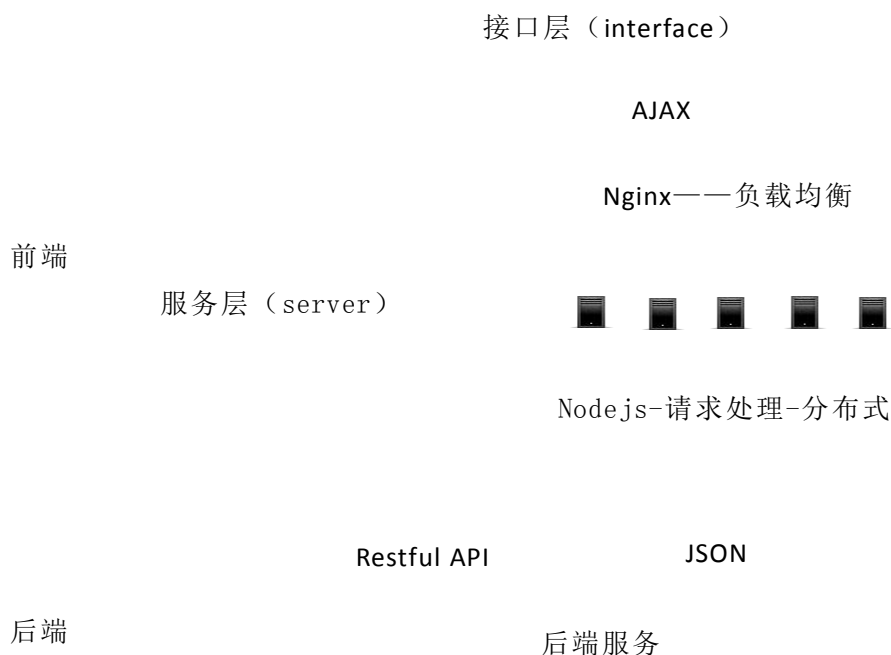 接口层（interface）
AJAX
Nginx——负载均衡
前端
服务层（server）
Nodejs-请求处理-分布式
Restful API
JSON
后端
后端服务